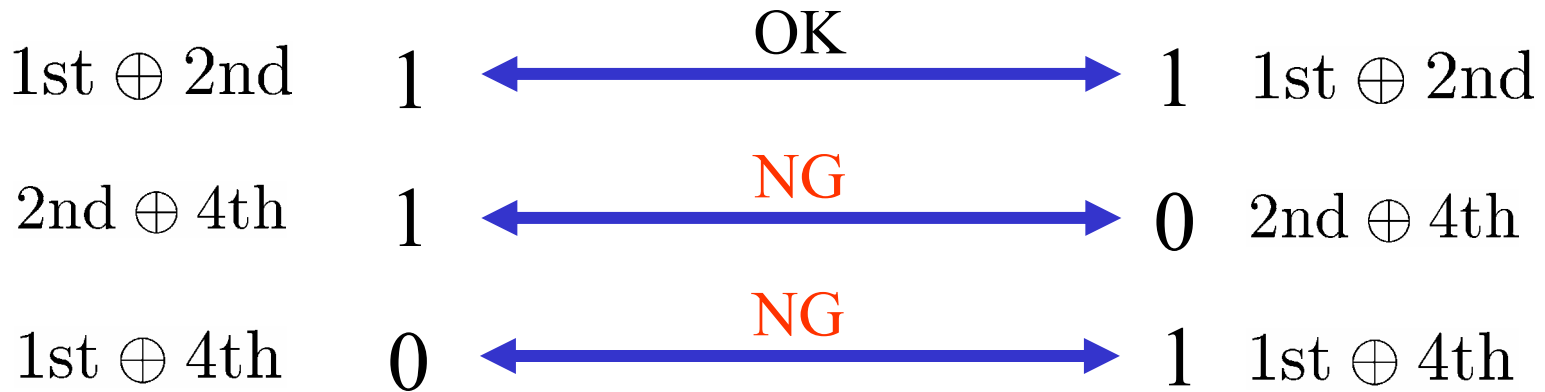 OK
1st ⊕ 2nd 1 1 1st ⊕ 2nd
NG
2nd ⊕ 4th 1 0 2nd ⊕ 4th
NG
1st ⊕ 4th 0 1 1st ⊕ 4th